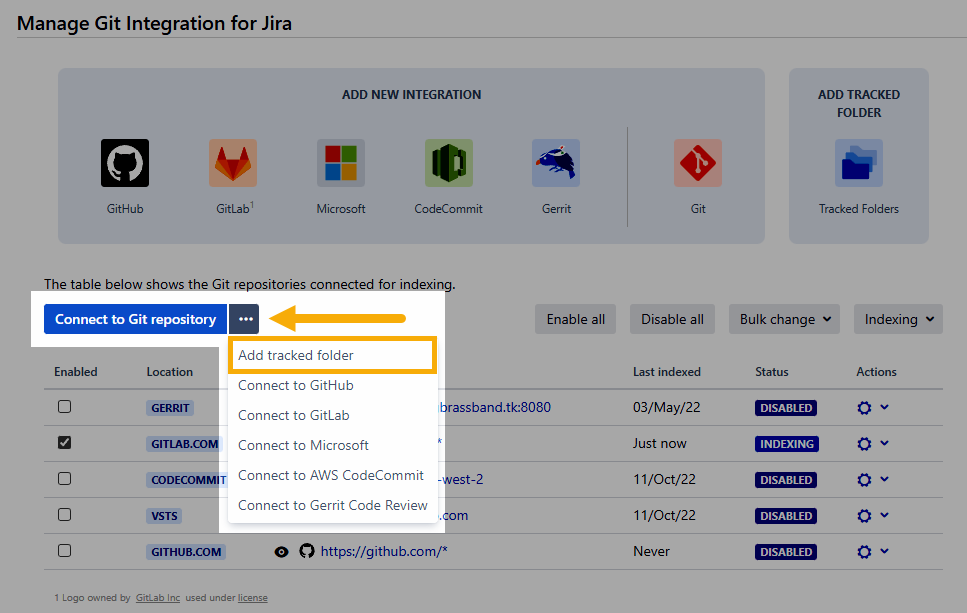 Manage Git Integration for Jira
ADD NEW INTEGRATION
GitHub
GitLab1
Microsoft
CodeCommit
Gerrit
Git
ADD TRACKED
FOLDER
Tracked Folders
The table below shows the Git repositories connected for indexing.
Connect to Git repository ···
Enable all
Disable all
Bulk change
Indexing
Add tracked folder
Connect to GitHub
Connect to GitLab
Connect to Microsoft
Connect to AWS CodeCommit
Connect to Gerrit Code Review
Enabled Location Last indexed Status Actions
GERRIT brassband.tk:8080 03/May/22 DISABLED
GITLAB.COM * Just now INDEXING
CODECOMMIT -west-2 11/Oct/22 DISABLED
VSTS .com 11/Oct/22 DISABLED
GITHUB.COM https://github.com/* Never DISABLED
1 Logo owned by GitLab Inc used under license